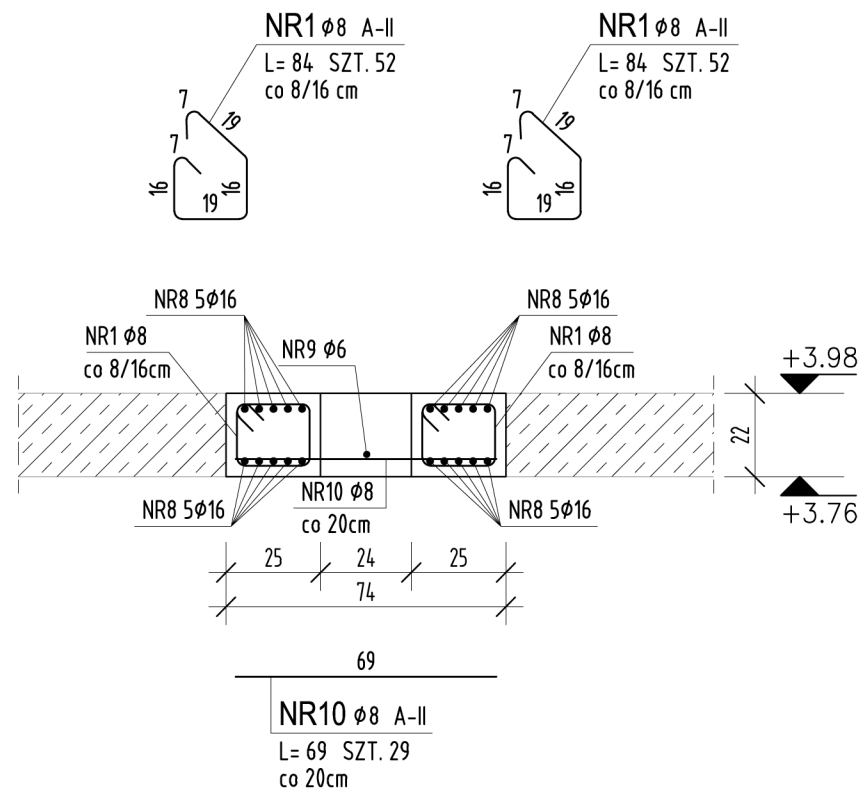 NR1 ø8 A-II
L= 84 SZT. 52
co 8/16 cm
7
19
7
16
19
16
NR1 ø8 A-II
L= 84 SZT. 52
co 8/16 cm
7
19
7
16
19
16
NR8 5ø16
NR8 5ø16
NR1 ø8
co 8/16cm
NR9 ø6
NR1 ø8
co 8/16cm
+3.98
22
NR8 5ø16
NR10 ø8
co 20cm
NR8 5ø16
+3.76
25
24
25
74
69
NR10 ø8 A-II
L= 69 SZT. 29
co 20cm